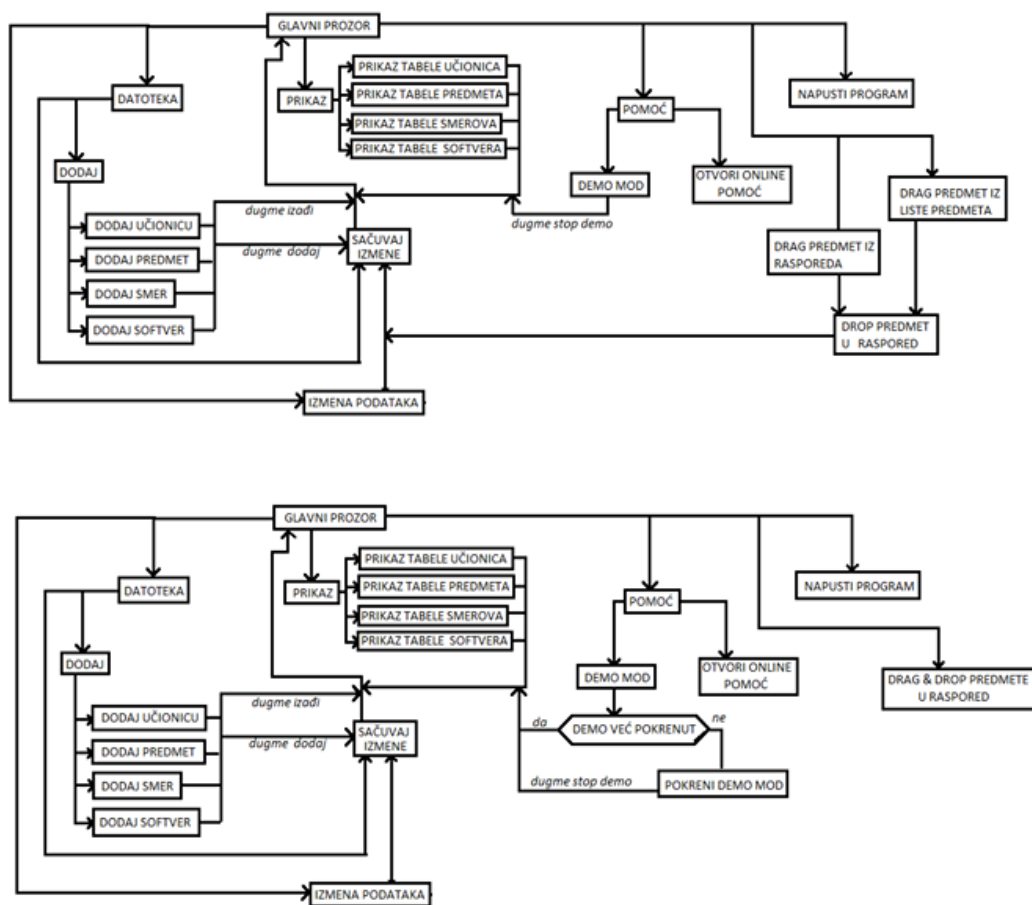 GLAVNI PROZOR
PRIKAZ TABELE UČIONICA
DATOTEKA
PRIKAZ
PRIKAZ TABELE PREDMETA
PRIKAZ TABELE SMEROVA
PRIKAZ TABELE SOFTVERA
POMOĆ
NAPUSTI PROGRAM
DODAJ
DEMO MOD
OTVORI ONLINE
POMOĆ
DRAG PREDMET IZ
LISTE PREDMETA
dugme izađi
dugme stop demo
DODAJ UČIONICU
SAČUVAJ
IZMENE
dugme dodaj
DRAG PREDMET IZ
RASPOREDA
DODAJ PREDMET
DODAJ SMER
DODAJ SOFTVER
DROP PREDMET
U RASPORED
IZMENA PODATAKA
GLAVNI PROZOR
PRIKAZ TABELE UČIONICA
DATOTEKA
PRIKAZ
PRIKAZ TABELE PREDMETA
PRIKAZ TABELE SMEROVA
PRIKAZ TABELE SOFTVERA
POMOĆ
NAPUSTI PROGRAM
DODAJ
DEMO MOD
OTVORI ONLINE
POMOĆ
DRAG & DROP PREDMETE
U RASPORED
dugme izađi
DODAJ UČIONICU
SAČUVAJ
IZMENE
dugme dodaj
da
DEMO VEĆ POKRENUT
ne
DODAJ PREDMET
DODAJ SMER
dugme stop demo
POKRENI DEMO MOD
DODAJ SOFTVER
IZMENA PODATAKA